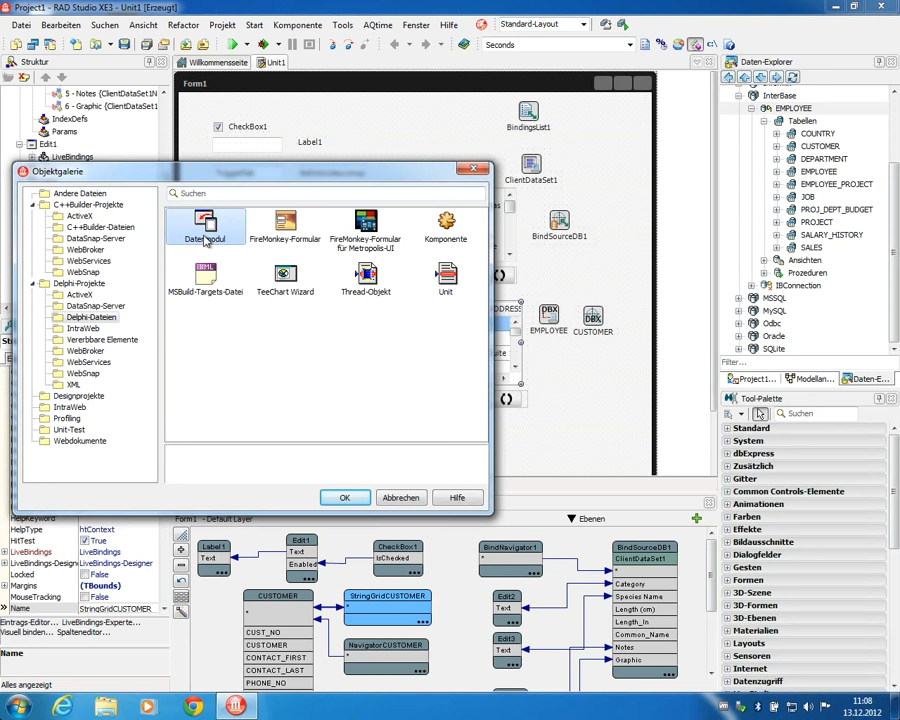 Project1 - RAD Studio XE3 - Unit1 [Erzeugt]
Datei Bearbeiten Suchen Ansicht Refactor Projekt Start Komponente Tools AQtime Fenster Hilfe Standard-Layout
Seconds
Struktur
Willkommensseite Unit1
Daten-Explorer
5 - Notes {ClientDataSet1N
6 - Graphic {ClientDataSet1
IndexDefs
Params
Edit1
LiveBindings
Form1
CheckBox1
Label1
BindingsList1
ClientDataSet1
BindSourceDB1
EMPLOYEE
CUSTOMER
InterBase
EMPLOYEE
Tabellen
COUNTRY
CUSTOMER
DEPARTMENT
EMPLOYEE
EMPLOYEE_PROJECT
JOB
PROJ_DEPT_BUDGET
PROJECT
SALARY_HISTORY
SALES
Ansichten
Prozeduren
IBConnection
MSSQL
MySQL
Odbc
Oracle
SQLite
Filter...
Project1... Modellan... Daten-E...
Objektgalerie
Suchen
Andere Dateien
C++Builder-Projekte
ActiveX
C++Builder-Dateien
DataSnap-Server
WebBroker
WebServices
WebSnap
Delphi-Projekte
ActiveX
DataSnap-Server
Delphi-Dateien
IntraWeb
Vererbbare Elemente
WebBroker
WebServices
WebSnap
XML
Designprojekte
IntraWeb
Profiling
Unit-Test
Webdokumente
Datenmodul
FireMonkey-Formular
FireMonkey-Formular
für Metropolis-UI
Komponente
MSBuild-Targets-Datei
TeeChart Wizard
Thread-Objekt
Unit
OK
Abbrechen
Hilfe
Tool-Palette
Suchen
Standard
System
dbExpress
Zusätzlich
Gitter
Common Controls-Elemente
Animationen
Farben
Effekte
Bildausschnitte
Dialogfelder
Gesten
Formen
3D-Szene
3D-Formen
3D-Ebenen
Materialien
Layouts
Sensoren
Internet
Datenzugriff
HelpKeyword
HelpType htContext
HitTest True
LiveBindings LiveBindings
LiveBindings-Designer LiveBindings-Designer
Locked False
Margins (TBounds)
MouseTracking False
Name StringGridCUSTOMER
Eintrags-Editor... LiveBindings-Experte...
Visuell binden... Spalteneditor...
Name
Alles angezeigt
Form1 - Default Layer
Ebenen
Label1
Text
Edit1
Text
Enabled
CheckBox1
IsChecked
CUSTOMER
*
CUST_NO
CUSTOMER
CONTACT_FIRST
CONTACT_LAST
PHONE_NO
StringGridCUSTOMER
*
NavigatorCUSTOMER
BindNavigator1
Edit2
Text
Edit3
Text
BindSourceDB1
ClientDataSet1
*
Category
Species Name
Length (cm)
Length_In
Common_Name
Notes
Graphic
11:08
13.12.2012